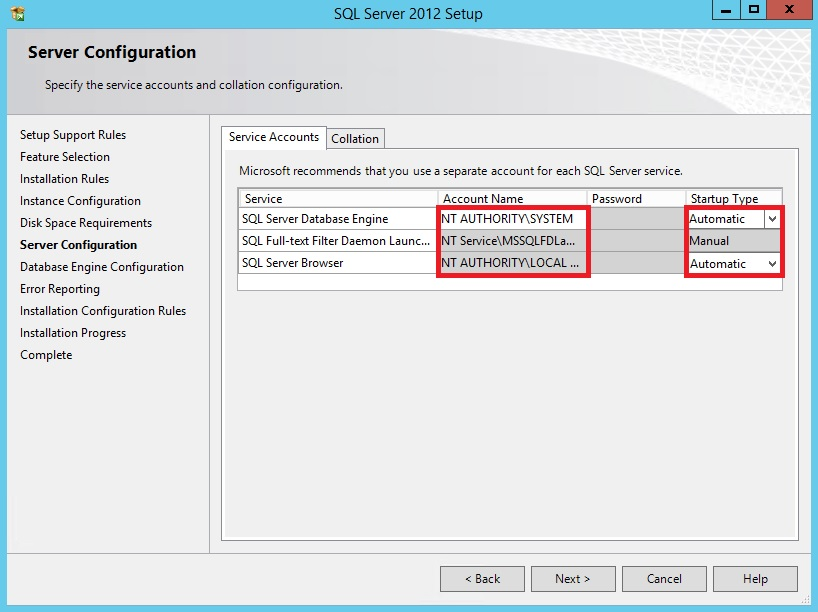 SQL Server 2012 Setup
Server Configuration
Specify the service accounts and collation configuration.
Setup Support Rules
Feature Selection
Installation Rules
Instance Configuration
Disk Space Requirements
Server Configuration
Database Engine Configuration
Error Reporting
Installation Configuration Rules
Installation Progress
Complete
Service Accounts Collation
Microsoft recommends that you use a separate account for each SQL Server service.
Service Account Name Password Startup Type
SQL Server Database Engine NT AUTHORITY\SYSTEM Automatic
SQL Full-text Filter Daemon Launc... NT Service\MSSQLFDLa... Manual
SQL Server Browser NT AUTHORITY\LOCAL ... Automatic
< Back Next > Cancel Help